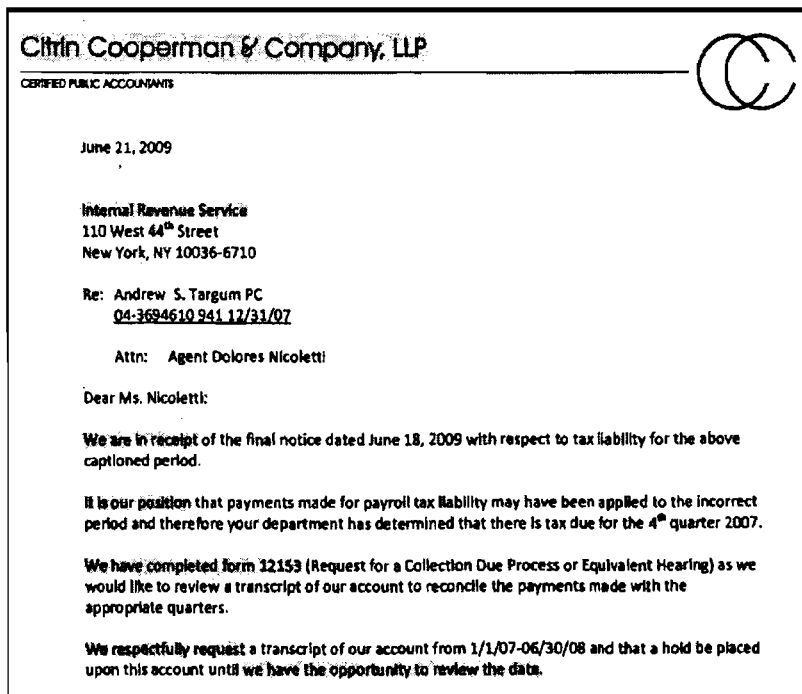 Citrin Cooperman & Company, LLP
CERTIFIED PUBLIC ACCOUNTANTS
June 21, 2009
Internal Revenue Service
110 West 44th Street
New York, NY 10036-6710
Re: Andrew S. Targum PC
04-3694610 941 12/31/07
Attn: Agent Dolores Nicoletti
Dear Ms. Nicoletti:
We are in receipt of the final notice dated June 18, 2009 with respect to tax liability for the above
captioned period.
It is our position that payments made for payroll tax liability may have been applied to the incorrect
period and therefore your department has determined that there is tax due for the 4th quarter 2007.
We have completed form 12153 (Request for a Collection Due Process or Equivalent Hearing) as we
would like to review a transcript of our account to reconcile the payments made with the
appropriate quarters.
We respectfully request a transcript of our account from 1/1/07-06/30/08 and that a hold be placed
upon this account until we have the opportunity to review the data.